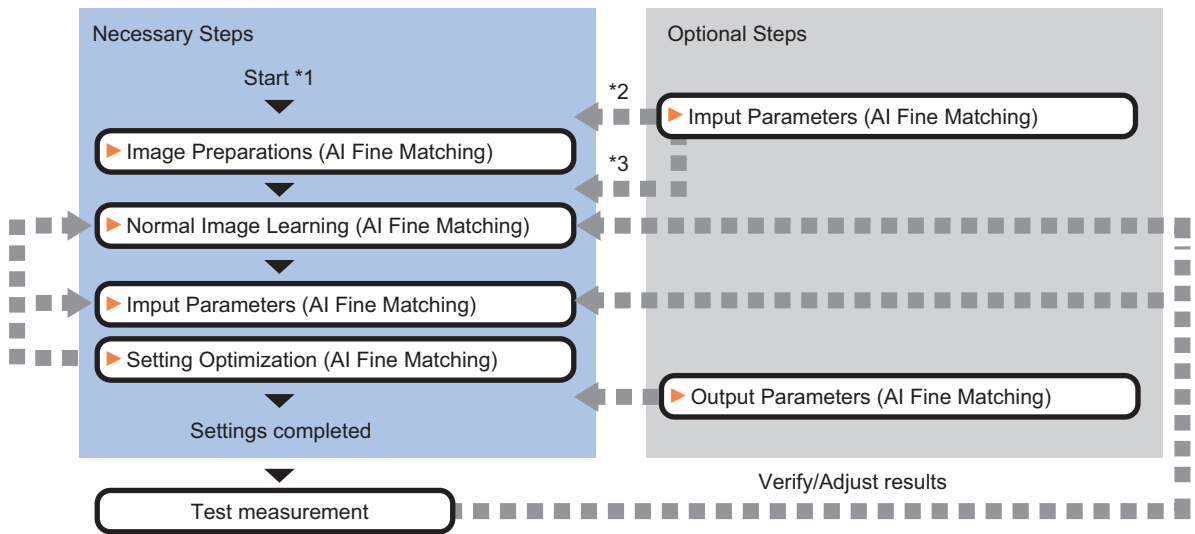 Necessary Steps
Optional Steps
Start *1
*2
Imput Parameters (AI Fine Matching)
Image Preparations (AI Fine Matching)
*3
Normal Image Learning (AI Fine Matching)
Imput Parameters (AI Fine Matching)
Setting Optimization (AI Fine Matching)
Output Parameters (AI Fine Matching)
Settings completed
Verify/Adjust results
Test measurement